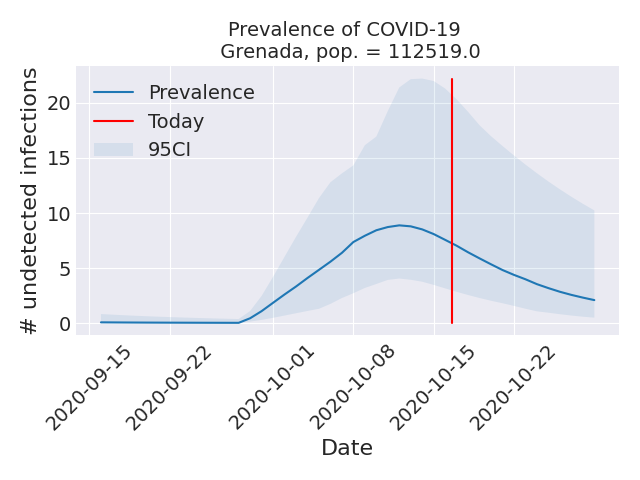 Prevalence of COVID-19
Grenada, pop. = 112519.0
# undetected infections
20
15
10
5
0
Prevalence
Today
95CI
2020-09-15
2020-09-22
2020-10-01
2020-10-08
2020-10-15
2020-10-22
Date